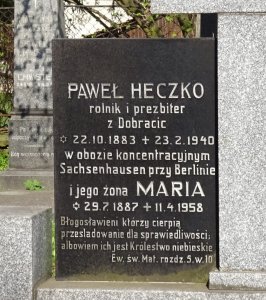 PAWEŁ HECZKO
rolnik i prezbiter
z Dobracic
✡ 22.10.1883 + 23.2.1940
w obozie koncentracyjnym
Sachsenhausen przy Berlinie
i jego żona MARIA
✡ 29.7.1887 + 11.4.1958
Błogosławieni którzy cierpią
prześladowanie dla sprawiedliwości;
albowiem ich jest Królestwo niebieskie
Ew. św. Mat. rozdz. 5. w. 10